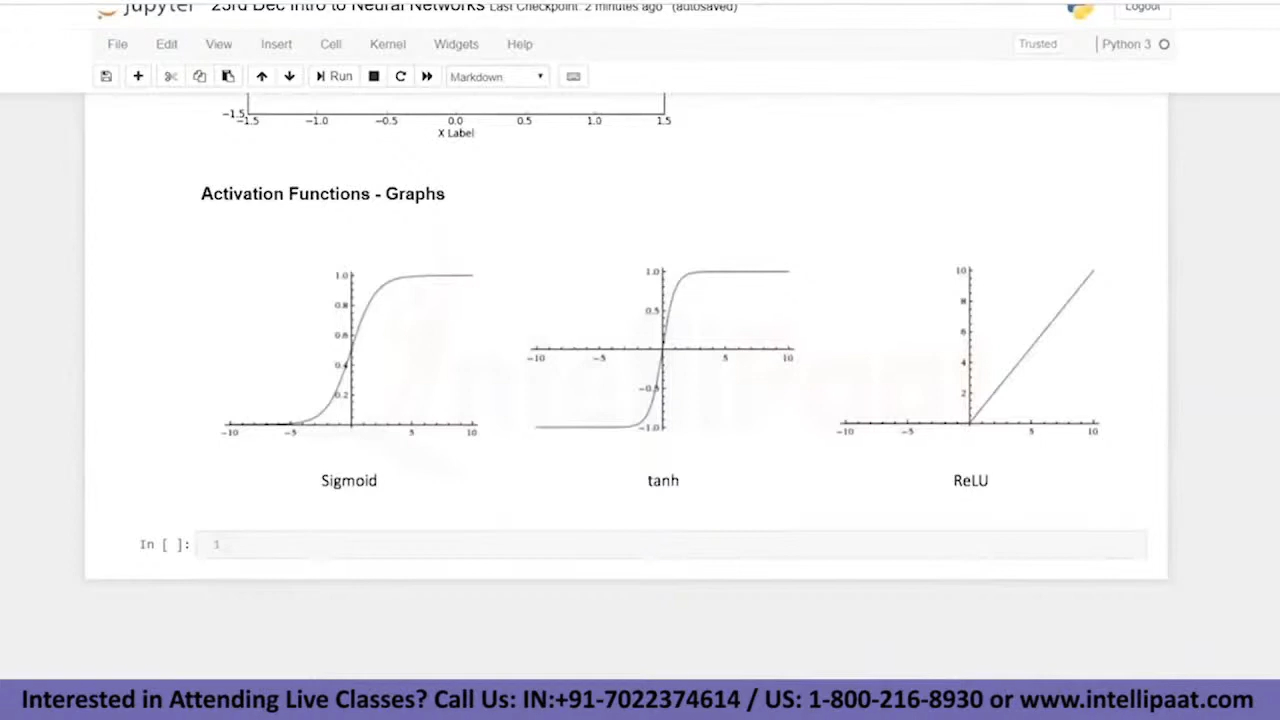 jupyter 23rd Dec Intro to Neural Networks Last Checkpoint: 2 minutes ago (autosaved) Logout
File Edit View Insert Cell Kernel Widgets Help Trusted Python 3
Run Markdown
−1.5
−1.5 −1.0 −0.5 0.0 0.5 1.0 1.5
X Label
Activation Functions - Graphs
1.0
0.8
0.6
0.4
0.2
-10 -5 5 10
Sigmoid
1.0
0.5
-10 -5 5 10
-0.5
-1.0
tanh
10
8
6
4
2
-10 -5 5 10
ReLU
IntelliPaat
In [ ]: 1
Interested in Attending Live Classes? Call Us: IN:+91-7022374614 / US: 1-800-216-8930 or www.intellipaat.com